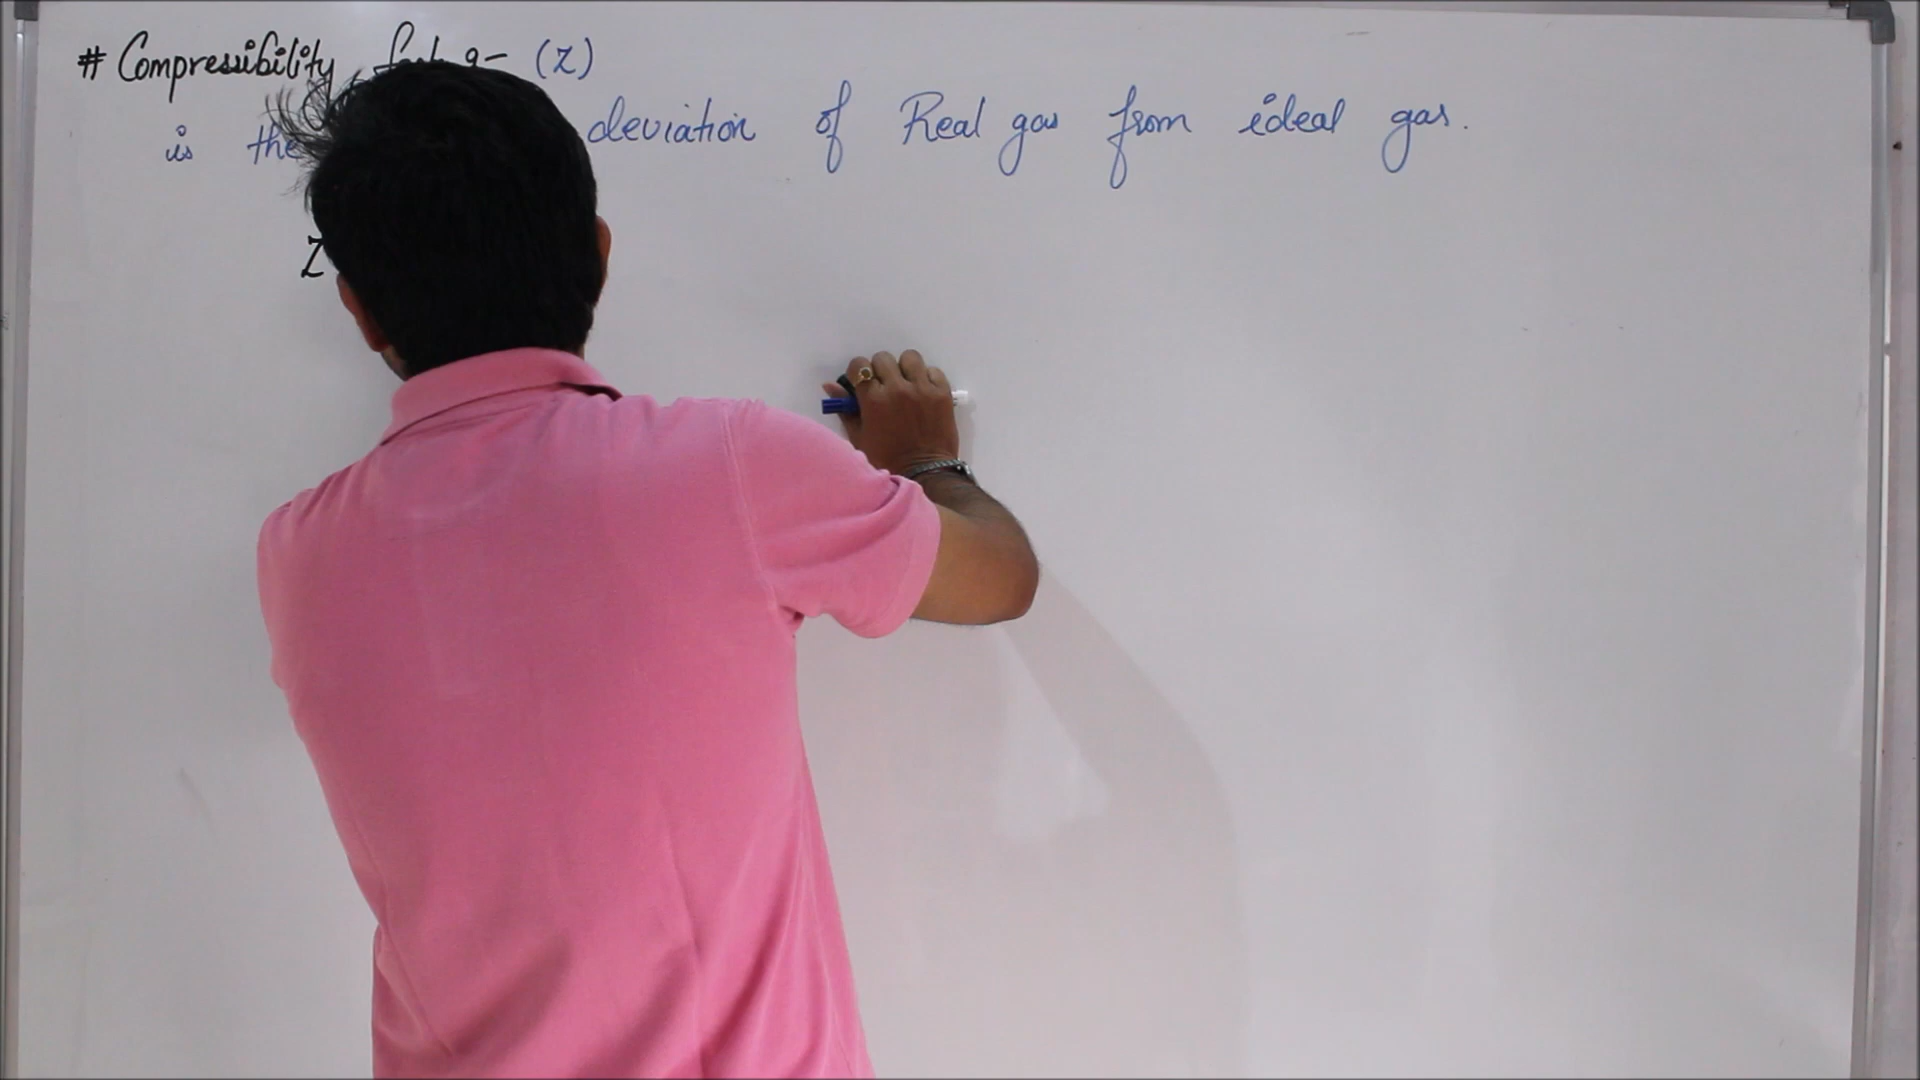 # Compressibility (Z)
is the deviation of Real gas from ideal gas.
Z